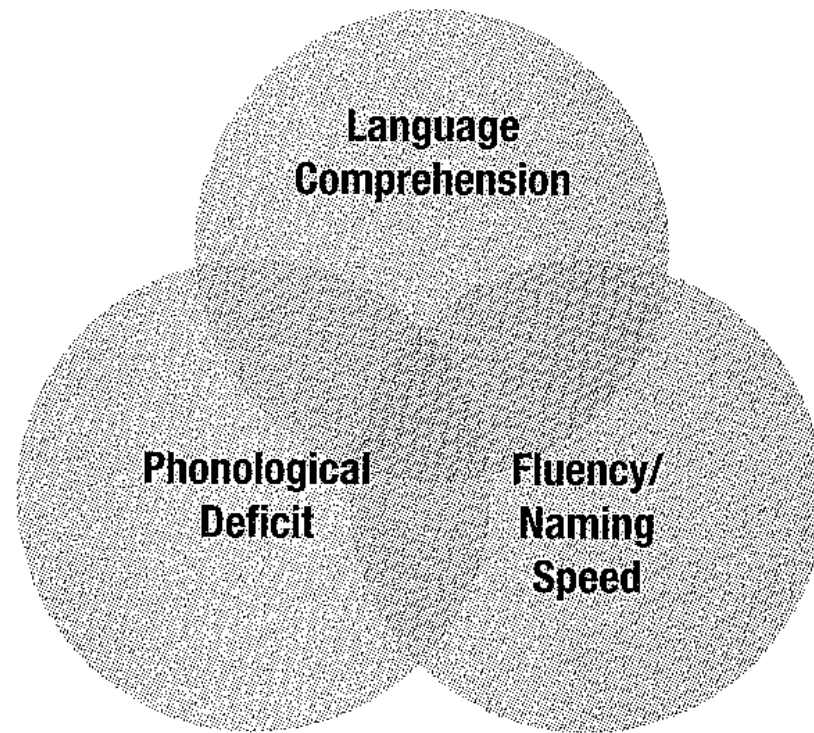 Language
Comprehension
Phonological
Deficit
Fluency/
Naming
Speed